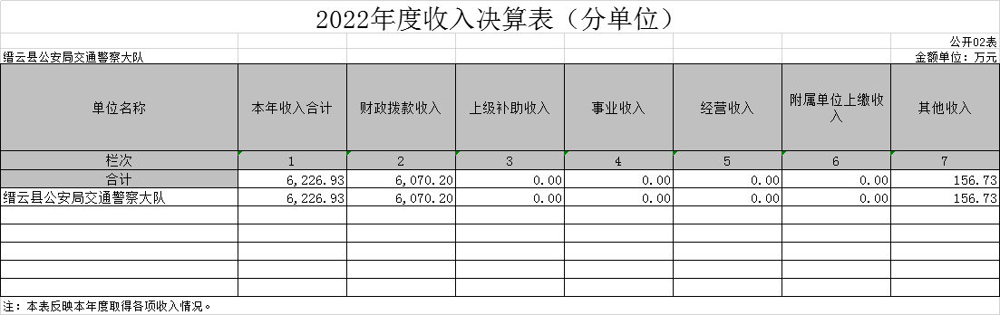 2022年度收入决算表（分单位）
公开02表
缙云县公安局交通警察大队 金额单位：万元
单位名称 本年收入合计 财政拨款收入 上级补助收入 事业收入 经营收入 附属单位上缴收入 其他收入
栏次 1 2 3 4 5 6 7
合计 6,226.93 6,070.20 0.00 0.00 0.00 0.00 156.73
缙云县公安局交通警察大队 6,226.93 6,070.20 0.00 0.00 0.00 0.00 156.73
注：本表反映本年度取得各项收入情况。